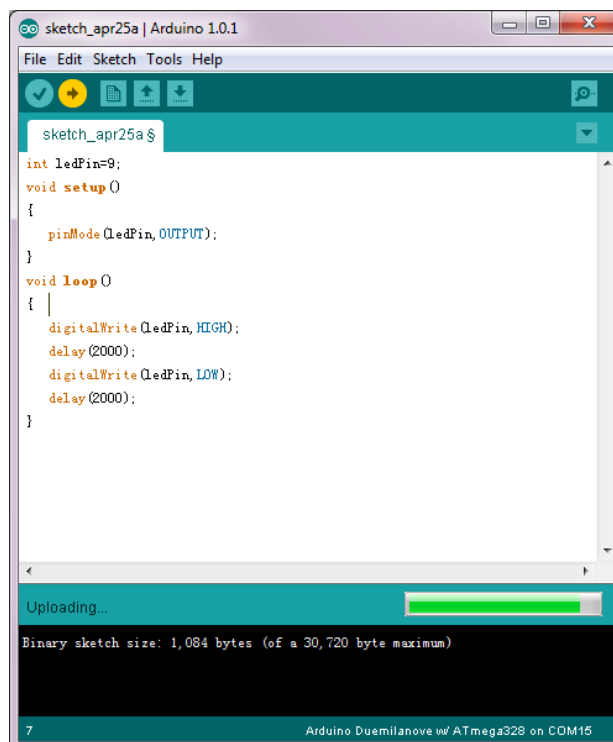 sketch_apr25a | Arduino 1.0.1
File Edit Sketch Tools Help
sketch_apr25a §
int ledPin=9;
void setup()
{
pinMode(ledPin,OUTPUT);
}
void loop()
{
digitalWrite(ledPin,HIGH);
delay(2000);
digitalWrite(ledPin,LOW);
delay(2000);
}
Uploading...
Binary sketch size: 1,084 bytes (of a 30,720 byte maximum)
7 Arduino Duemilanove w/ ATmega328 on COM15